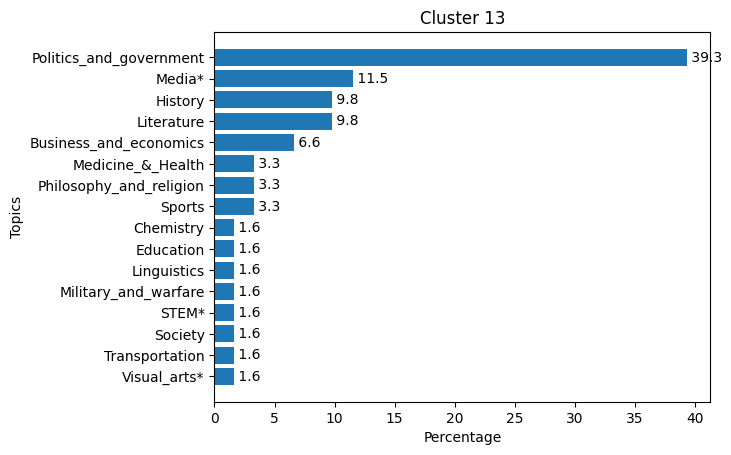 Cluster 13
Politics_and_government 39.3
Media* 11.5
History 9.8
Literature 9.8
Business_and_economics 6.6
Medicine_&_Health 3.3
Philosophy_and_religion 3.3
Sports 3.3
Chemistry 1.6
Education 1.6
Linguistics 1.6
Military_and_warfare 1.6
STEM* 1.6
Society 1.6
Transportation 1.6
Visual_arts* 1.6
Topics
0 5 10 15 20 25 30 35 40
Percentage